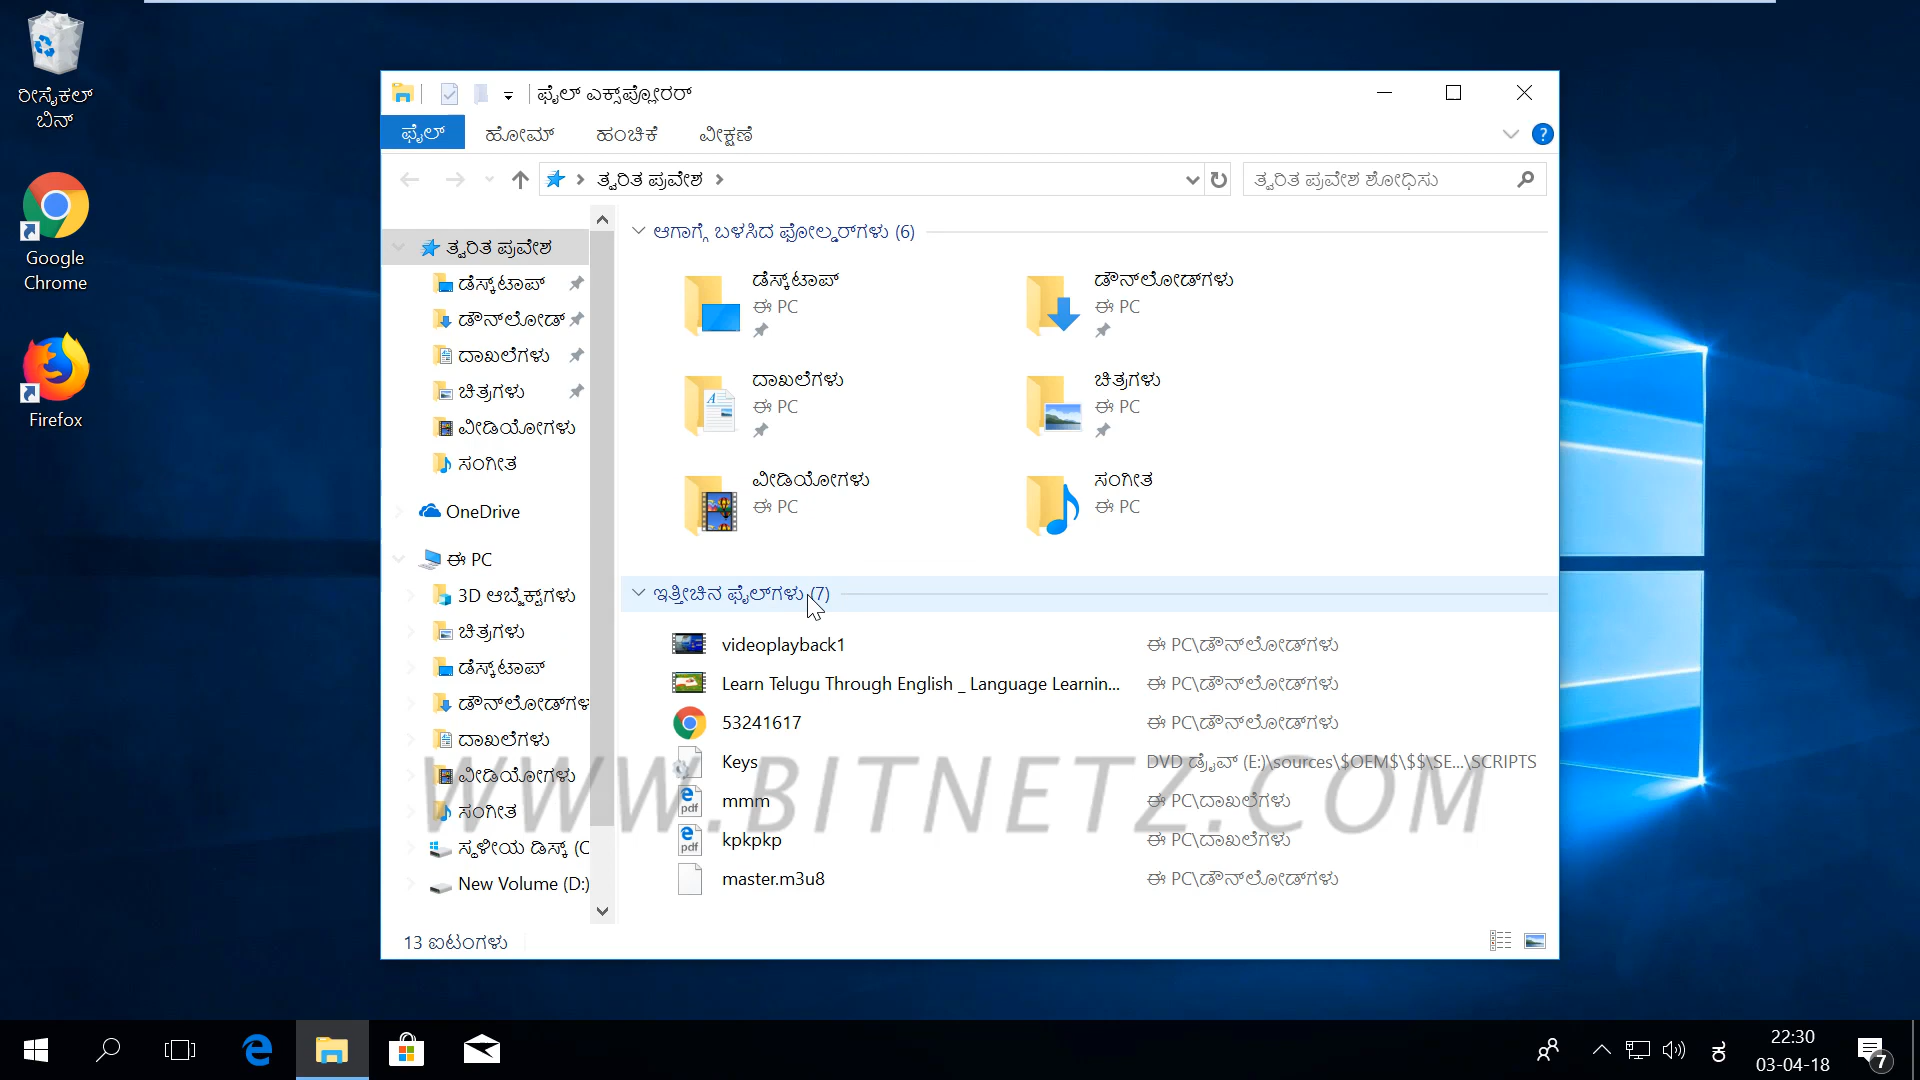 ರೀಸೈಕಲ್
ಬಿನ್
Google
Chrome
Firefox
ಫೈಲ್ ಎಕ್ಸ್‌ಪ್ಲೋರರ್
ಫೈಲ್ ಹೋಮ್ ಹಂಚಿಕೆ ವೀಕ್ಷಣೆ
ತ್ವರಿತ ಪ್ರವೇಶ
ತ್ವರಿತ ಪ್ರವೇಶ ಶೋಧಿಸು
ತ್ವರಿತ ಪ್ರವೇಶ
ಡೆಸ್ಕ್‌ಟಾಪ್
ಡೌನ್‌ಲೋಡ್
ದಾಖಲೆಗಳು
ಚಿತ್ರಗಳು
ವೀಡಿಯೋಗಳು
ಸಂಗೀತ
OneDrive
ಈ PC
3D ಆಬ್ಜೆಕ್ಟ್‌ಗಳು
ಚಿತ್ರಗಳು
ಡೆಸ್ಕ್‌ಟಾಪ್
ಡೌನ್‌ಲೋಡ್‌ಗಳ
ದಾಖಲೆಗಳು
ವೀಡಿಯೋಗಳು
ಸಂಗೀತ
ಸ್ಥಳೀಯ ಡಿಸ್ಕ್ (C
New Volume (D:)
ಆಗಾಗ್ಗೆ ಬಳಸಿದ ಫೋಲ್ಡರ್‌ಗಳು (6)
ಡೆಸ್ಕ್‌ಟಾಪ್
ಈ PC
ಡೌನ್‌ಲೋಡ್‌ಗಳು
ಈ PC
ದಾಖಲೆಗಳು
ಈ PC
ಚಿತ್ರಗಳು
ಈ PC
ವೀಡಿಯೋಗಳು
ಈ PC
ಸಂಗೀತ
ಈ PC
ಇತ್ತೀಚಿನ ಫೈಲ್‌ಗಳು (7)
videoplayback1 ಈ PC\ಡೌನ್‌ಲೋಡ್‌ಗಳು
Learn Telugu Through English _ Language Learnin... ಈ PC\ಡೌನ್‌ಲೋಡ್‌ಗಳು
53241617 ಈ PC\ಡೌನ್‌ಲೋಡ್‌ಗಳು
Keys DVD ಡ್ರೈವ್ (E:)\sources\$OEM$\$$\SE...\SCRIPTS
mmm ಈ PC\ದಾಖಲೆಗಳು
kpkpkp ಈ PC\ದಾಖಲೆಗಳು
master.m3u8 ಈ PC\ಡೌನ್‌ಲೋಡ್‌ಗಳು
WWW.BITNETZ.COM
13 ಐಟಂಗಳು
ಕ
22:30
03-04-18
7